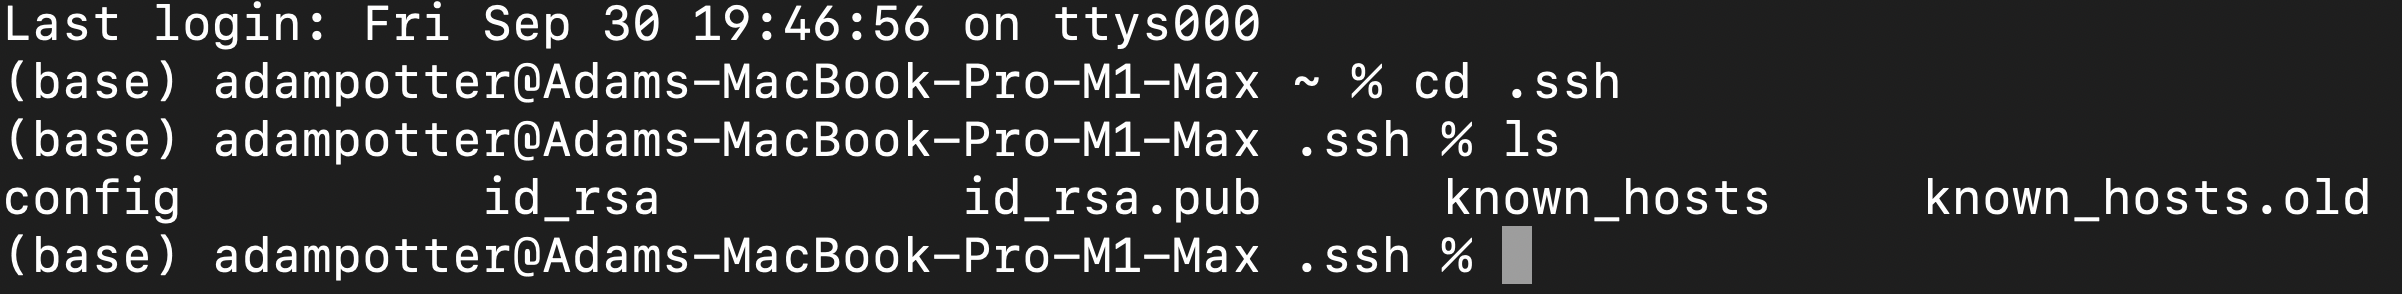 Last login: Fri Sep 30 19:46:56 on ttys000
(base) adampotter@Adams-MacBook-Pro-M1-Max ~ % cd .ssh
(base) adampotter@Adams-MacBook-Pro-M1-Max .ssh % ls
config id_rsa id_rsa.pub known_hosts known_hosts.old
(base) adampotter@Adams-MacBook-Pro-M1-Max .ssh %